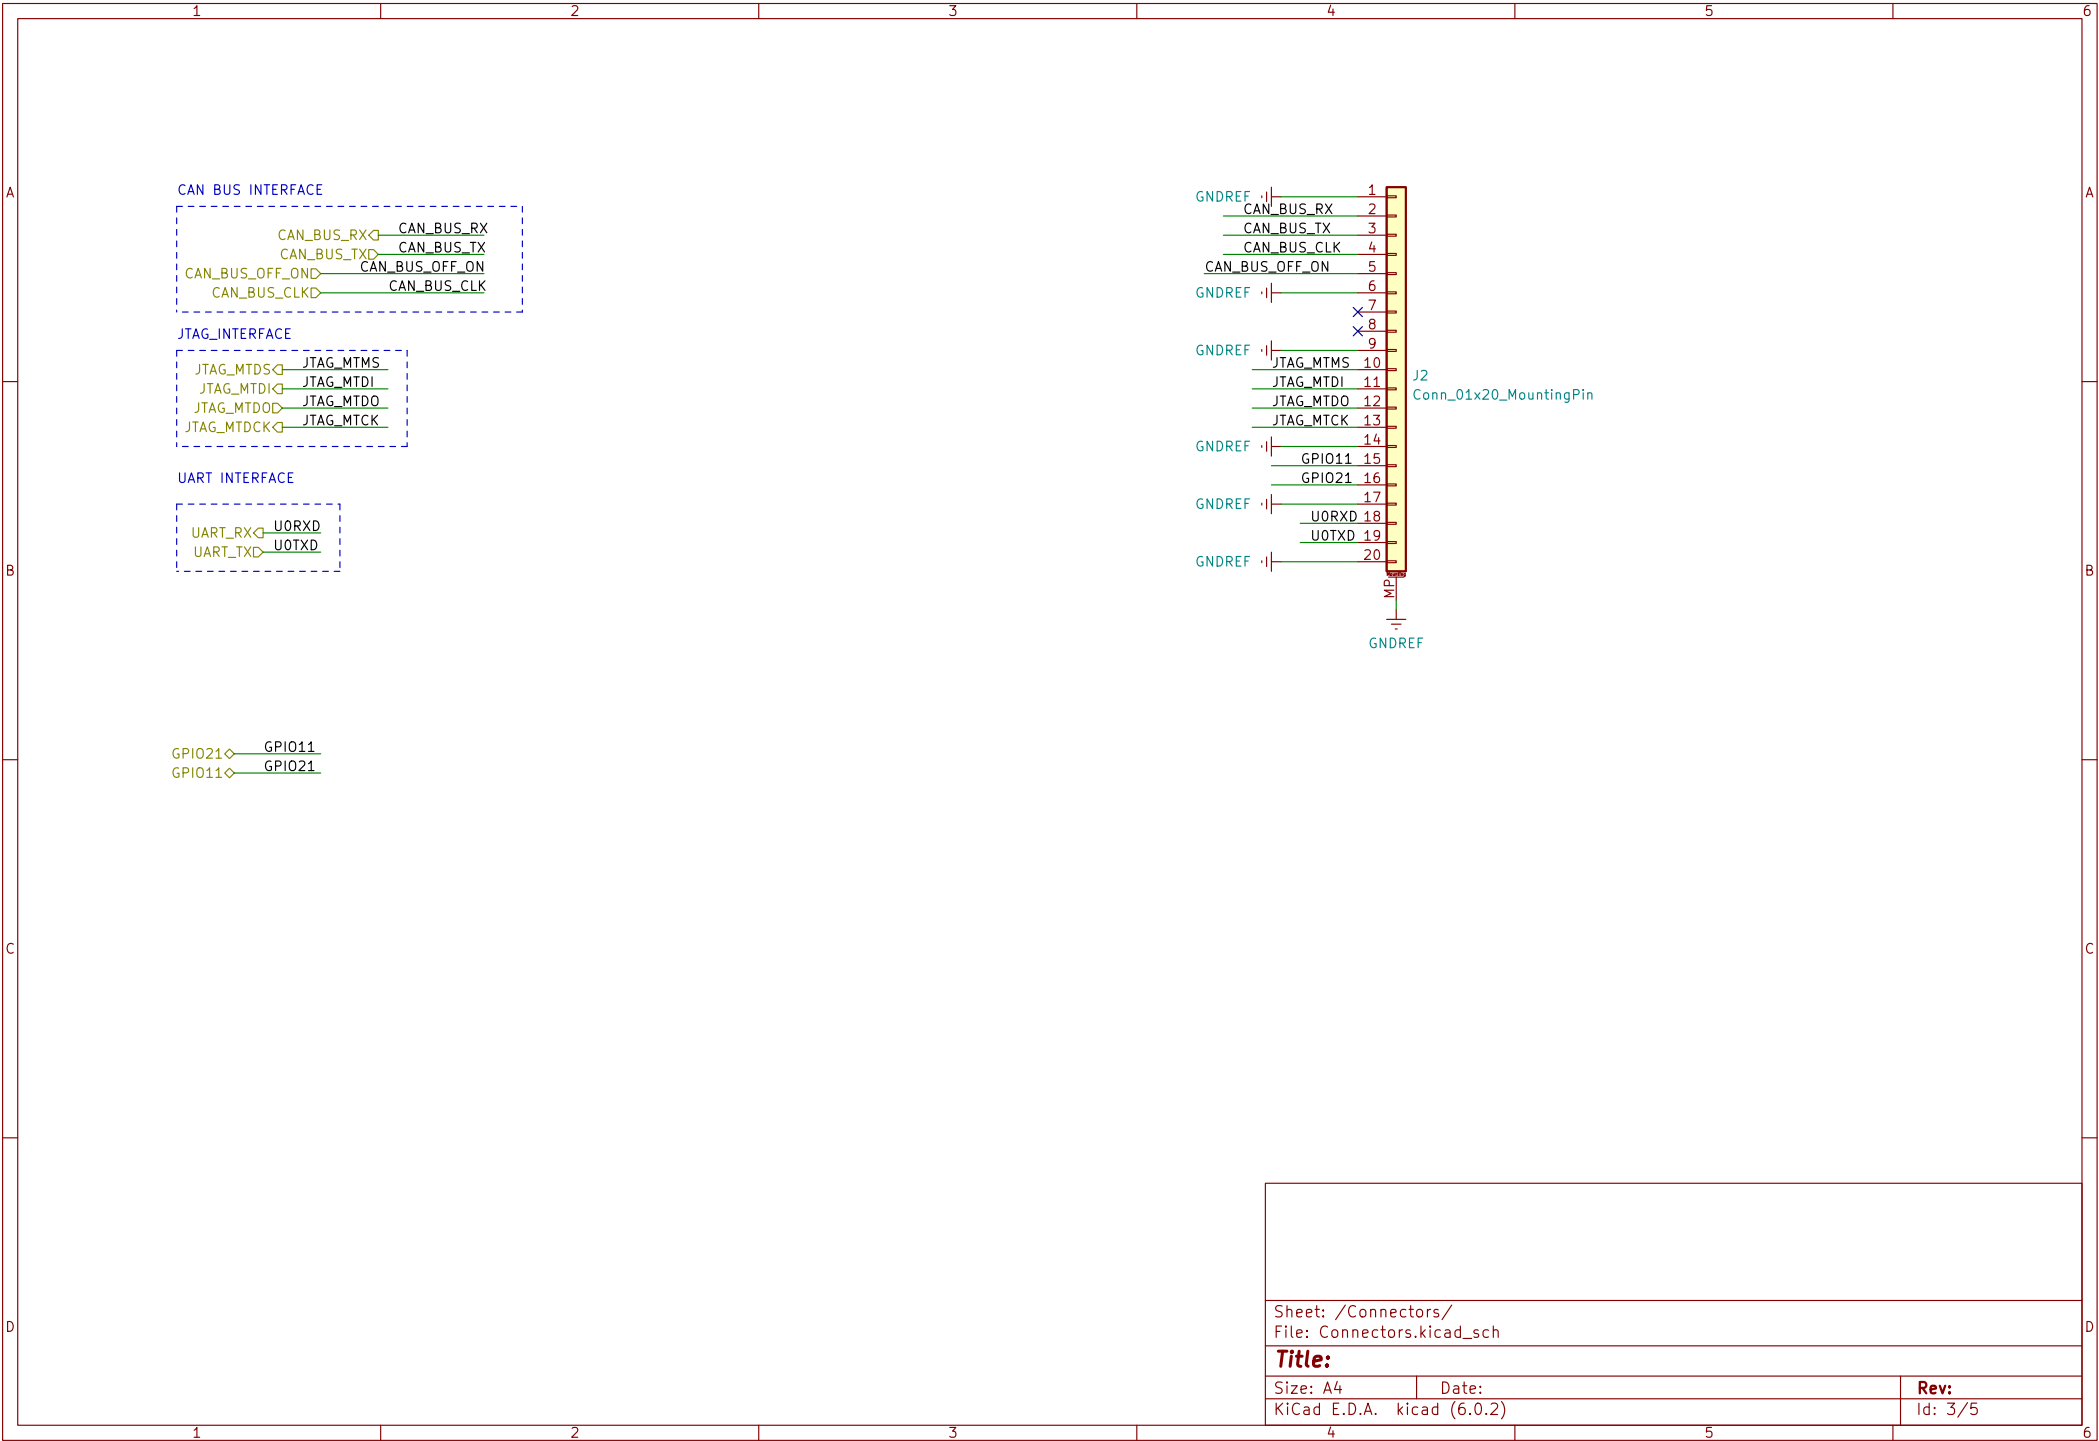 1 2 3 4 5 6
A A
CAN BUS INTERFACE
CAN_BUS_RX CAN_BUS_RX
CAN_BUS_TX CAN_BUS_TX
CAN_BUS_OFF_ON CAN_BUS_OFF_ON
CAN_BUS_CLK CAN_BUS_CLK
JTAG_INTERFACE
JTAG_MTDS JTAG_MTMS
JTAG_MTDI JTAG_MTDI
JTAG_MTDO JTAG_MTDO
JTAG_MTDCK JTAG_MTCK
UART INTERFACE
UART_RX U0RXD
UART_TX U0TXD
GPIO21 GPIO11
GPIO11 GPIO21
GNDREF 1
CAN_BUS_RX 2
CAN_BUS_TX 3
CAN_BUS_CLK 4
CAN_BUS_OFF_ON 5
GNDREF 6
7
8
GNDREF 9
JTAG_MTMS 10
JTAG_MTDI 11
JTAG_MTDO 12
JTAG_MTCK 13
GNDREF 14
GPIO11 15
GPIO21 16
GNDREF 17
U0RXD 18
U0TXD 19
GNDREF 20
J2
Conn_01x20_MountingPin
MP
GNDREF
B B
C C
D D
Sheet: /Connectors/
File: Connectors.kicad_sch
Title:
Size: A4 Date: Rev:
KiCad E.D.A. kicad (6.0.2) Id: 3/5
1 2 3 4 5 6